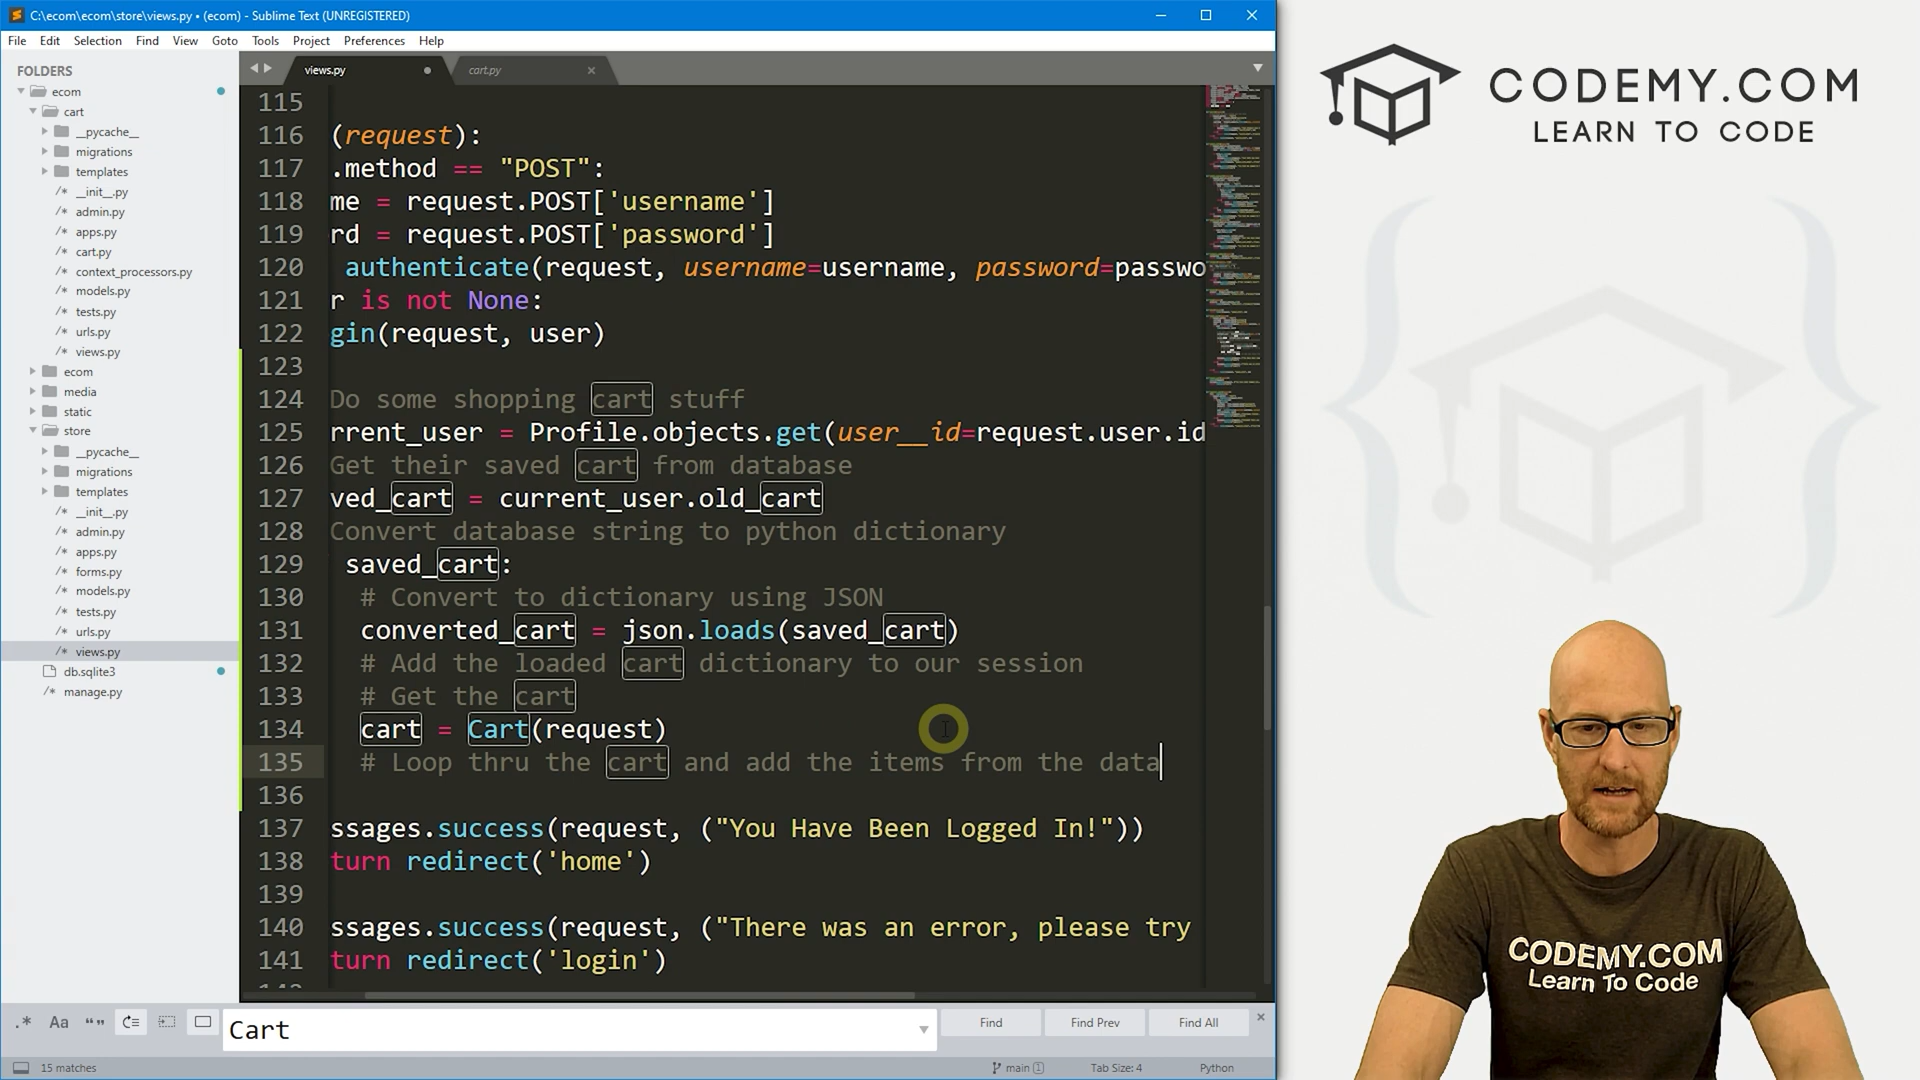 C:\ecom\ecom\store\views.py • (ecom) - Sublime Text (UNREGISTERED)
File Edit Selection Find View Goto Tools Project Preferences Help
FOLDERS
ecom
cart
__pycache__
migrations
templates
__init__.py
admin.py
apps.py
cart.py
context_processors.py
models.py
tests.py
urls.py
views.py
ecom
media
static
store
__pycache__
migrations
templates
__init__.py
admin.py
apps.py
forms.py
models.py
tests.py
urls.py
views.py
db.sqlite3
manage.py
views.py cart.py
115
116 (request):
117 .method == "POST":
118 me = request.POST['username']
119 rd = request.POST['password']
120 authenticate(request, username=username, password=passwo
121 r is not None:
122 gin(request, user)
123
124 Do some shopping cart stuff
125 rrent_user = Profile.objects.get(user__id=request.user.id
126 Get their saved cart from database
127 ved_cart = current_user.old_cart
128 Convert database string to python dictionary
129 saved_cart:
130 # Convert to dictionary using JSON
131 converted_cart = json.loads(saved_cart)
132 # Add the loaded cart dictionary to our session
133 # Get the cart
134 cart = Cart(request)
135 # Loop thru the cart and add the items from the data
136
137 ssages.success(request, ("You Have Been Logged In!"))
138 turn redirect('home')
139
140 ssages.success(request, ("There was an error, please try
141 turn redirect('login')
.* Aa “” Cart Find Find Prev Find All
15 matches main 1 Tab Size: 4 Python
CODEMY.COM
LEARN TO CODE
CODEMY.COM
Learn To Code